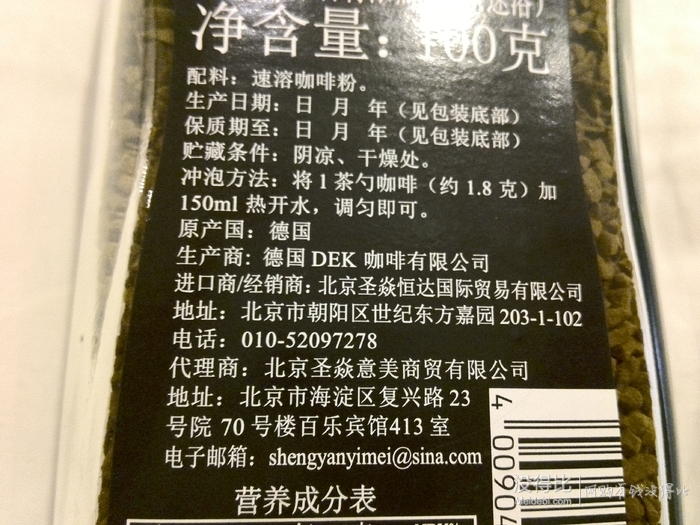 净含量：100克
配料：速溶咖啡粉。
生产日期：日 月 年（见包装底部）
保质期至：日 月 年（见包装底部）
贮藏条件：阴凉、干燥处。
冲泡方法：将 1 茶勺咖啡（约 1.8 克）加
150ml 热开水，调匀即可。
原产国：德国
生产商：德国 DEK 咖啡有限公司
进口商/经销商：北京圣焱恒达国际贸易有限公司
地址：北京市朝阳区世纪东方嘉园 203-1-102
电话：010-52097278
代理商：北京圣焱意美商贸有限公司
地址：北京市海淀区复兴路 23
号院 70 号楼百乐宾馆413 室
电子邮箱：shengyanyimei@sina.com
4 00904
营养成分表